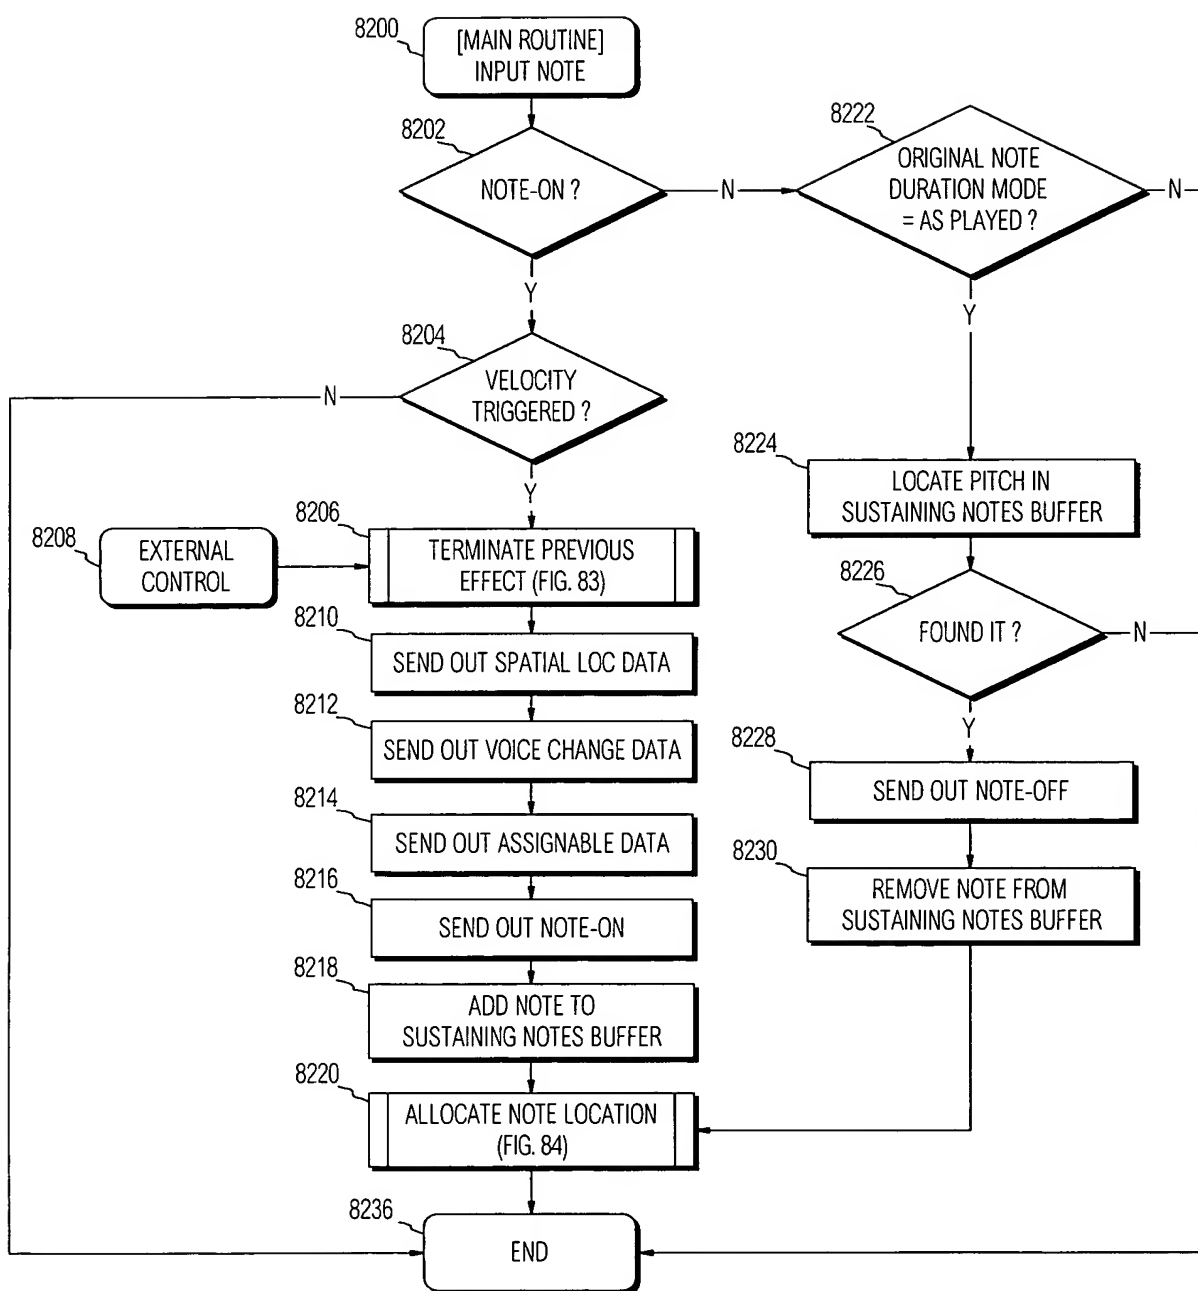 8200
[MAIN ROUTINE]
INPUT NOTE
8202
NOTE-ON ?
N
Y
8222
ORIGINAL NOTE
DURATION MODE
= AS PLAYED ?
N
Y
8204
VELOCITY
TRIGGERED ?
N
Y
8224
LOCATE PITCH IN
SUSTAINING NOTES BUFFER
8208
EXTERNAL
CONTROL
8206
TERMINATE PREVIOUS
EFFECT (FIG. 83)
8226
FOUND IT ?
N
Y
8210
SEND OUT SPATIAL LOC DATA
8212
SEND OUT VOICE CHANGE DATA
8228
SEND OUT NOTE-OFF
8214
SEND OUT ASSIGNABLE DATA
8230
REMOVE NOTE FROM
SUSTAINING NOTES BUFFER
8216
SEND OUT NOTE-ON
8218
ADD NOTE TO
SUSTAINING NOTES BUFFER
8220
ALLOCATE NOTE LOCATION
(FIG. 84)
8236
END